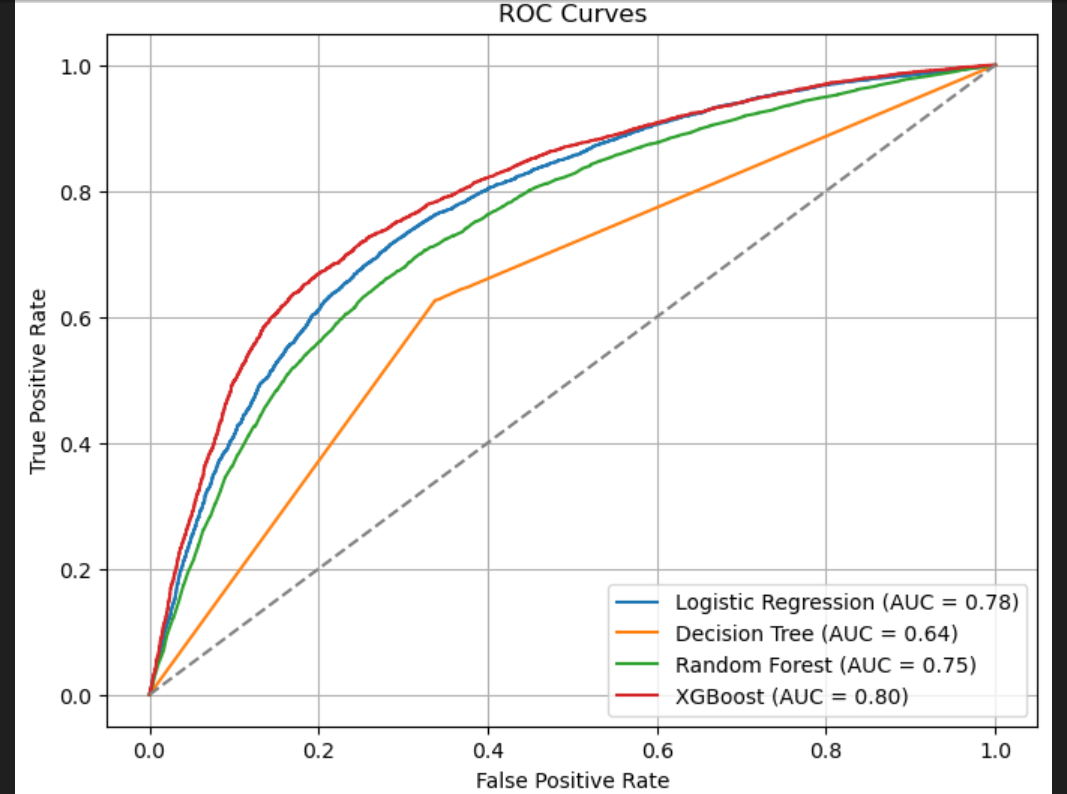 ROC Curves
True Positive Rate
1.0
0.8
0.6
0.4
0.2
0.0
Logistic Regression (AUC = 0.78)
Decision Tree (AUC = 0.64)
Random Forest (AUC = 0.75)
XGBoost (AUC = 0.80)
0.0 0.2 0.4 0.6 0.8 1.0
False Positive Rate